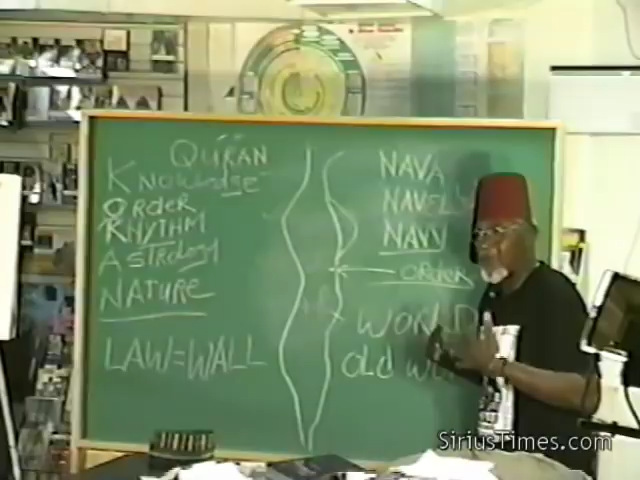 QURAN
KNOWLEDGE
ORDER
RHYTHM
ASTROLOGY
NATURE
LAW=WALL
NAVA
NAVEL
NAVY
ORDER
WORLD
OLD
SiriusTimes.com